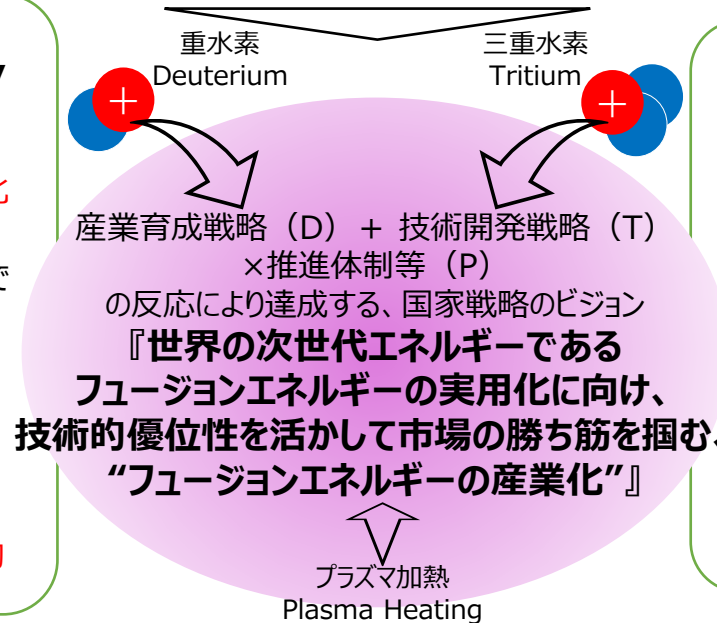 重水素
Deuterium
三重水素
Tritium
+
+
産業育成戦略（D）+ 技術開発戦略（T）
×推進体制等（P）
の反応により達成する、国家戦略のビジョン
『世界の次世代エネルギーである
フュージョンエネルギーの実用化に向け、
技術的優位性を活かして市場の勝ち筋を掴む、
“フュージョンエネルギーの産業化”』
プラズマ加熱
Plasma Heating
で